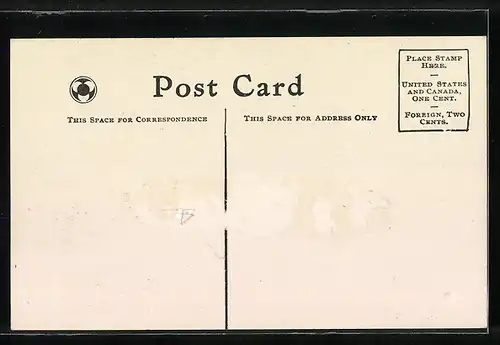 Post Card
THIS SPACE FOR CORRESPONDENCE
THIS SPACE FOR ADDRESS ONLY
PLACE STAMP
HERE.
UNITED STATES
AND CANADA,
ONE CENT.
FOREIGN, TWO
CENTS.